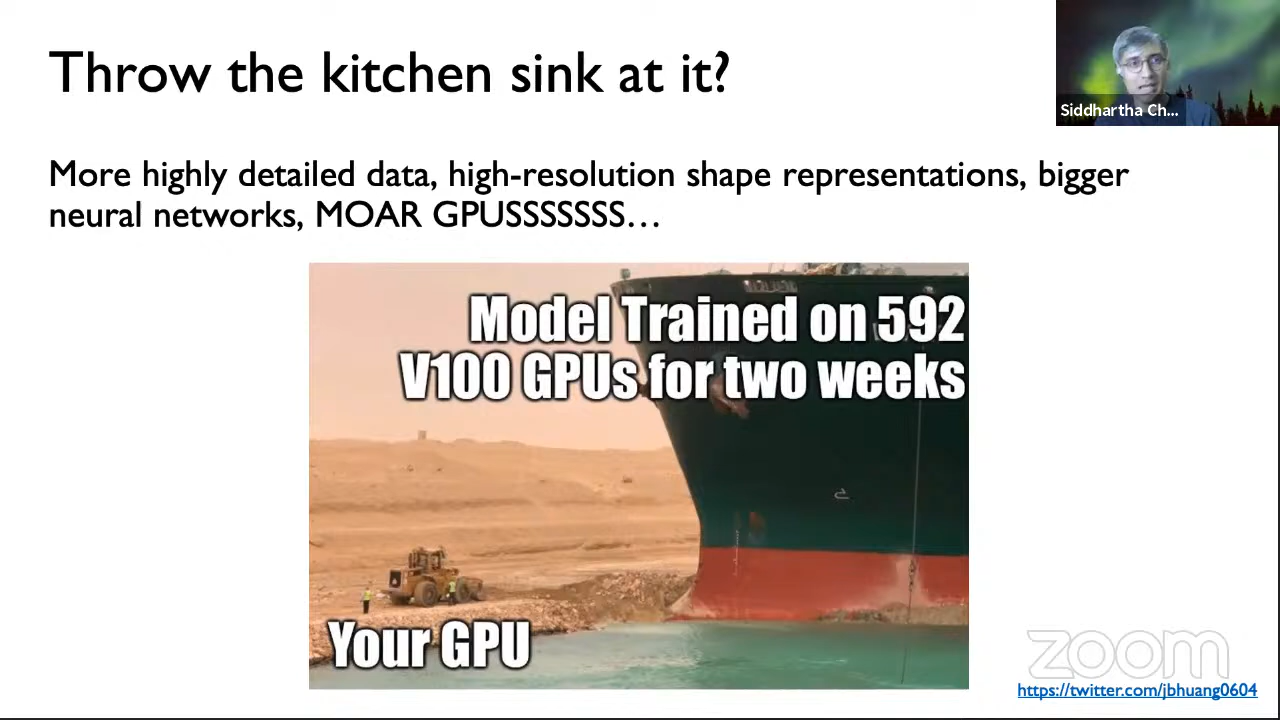 Throw the kitchen sink at it?
Siddhartha Ch...
More highly detailed data, high-resolution shape representations, bigger
neural networks, MOAR GPUSSSSSSS...
Model Trained on 592
V100 GPUs for two weeks
Your GPU
zoom
https://twitter.com/jbhuang0604